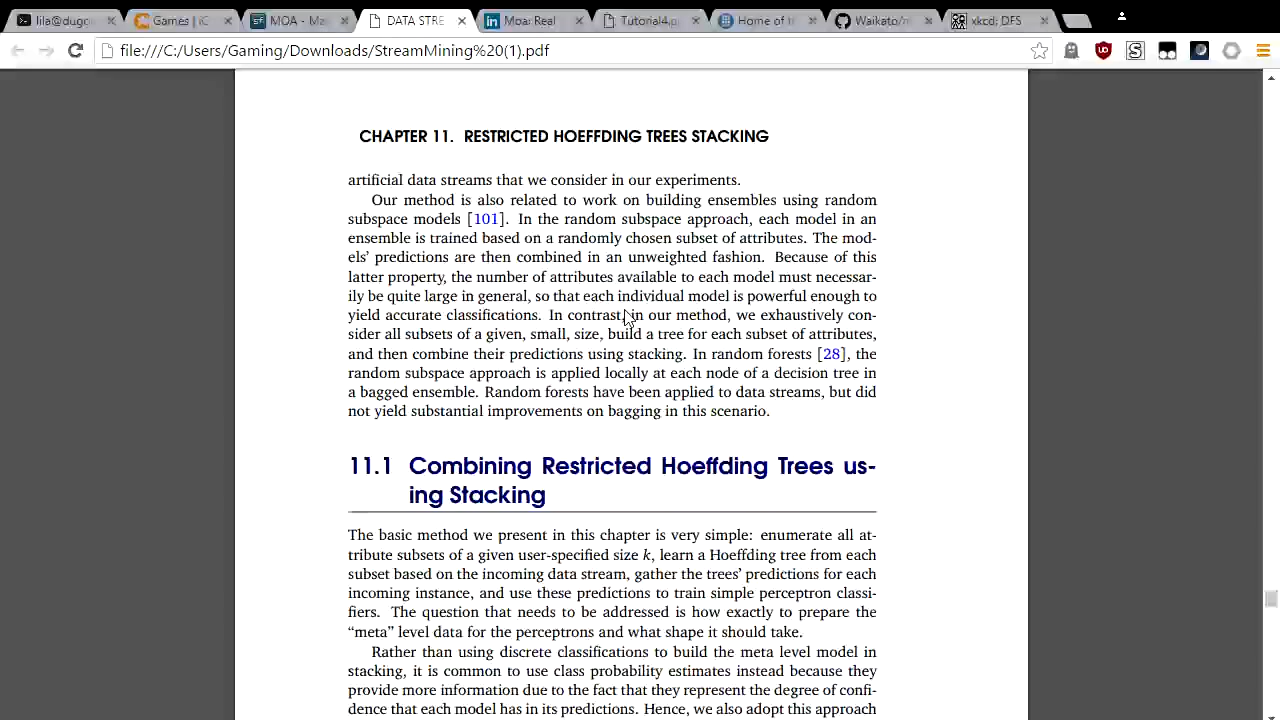 lila@dugo
Games | iC
MOA - Ma
DATA STRE
Moa: Real
Tutorial4.p
Home of t
Waikato/m
xkcd: DFS
file:///C:/Users/Gaming/Downloads/StreamMining%20(1).pdf
CHAPTER 11. RESTRICTED HOEFFDING TREES STACKING
artificial data streams that we consider in our experiments.
Our method is also related to work on building ensembles using random
subspace models [101]. In the random subspace approach, each model in an
ensemble is trained based on a randomly chosen subset of attributes. The mod-
els' predictions are then combined in an unweighted fashion. Because of this
latter property, the number of attributes available to each model must necessar-
ily be quite large in general, so that each individual model is powerful enough to
yield accurate classifications. In contrast, in our method, we exhaustively con-
sider all subsets of a given, small, size, build a tree for each subset of attributes,
and then combine their predictions using stacking. In random forests [28], the
random subspace approach is applied locally at each node of a decision tree in
a bagged ensemble. Random forests have been applied to data streams, but did
not yield substantial improvements on bagging in this scenario.
11.1 Combining Restricted Hoeffding Trees us-
ing Stacking
The basic method we present in this chapter is very simple: enumerate all at-
tribute subsets of a given user-specified size k, learn a Hoeffding tree from each
subset based on the incoming data stream, gather the trees' predictions for each
incoming instance, and use these predictions to train simple perceptron classi-
fiers. The question that needs to be addressed is how exactly to prepare the
“meta” level data for the perceptrons and what shape it should take.
Rather than using discrete classifications to build the meta level model in
stacking, it is common to use class probability estimates instead because they
provide more information due to the fact that they represent the degree of confi-
dence that each model has in its predictions. Hence, we also adopt this approach